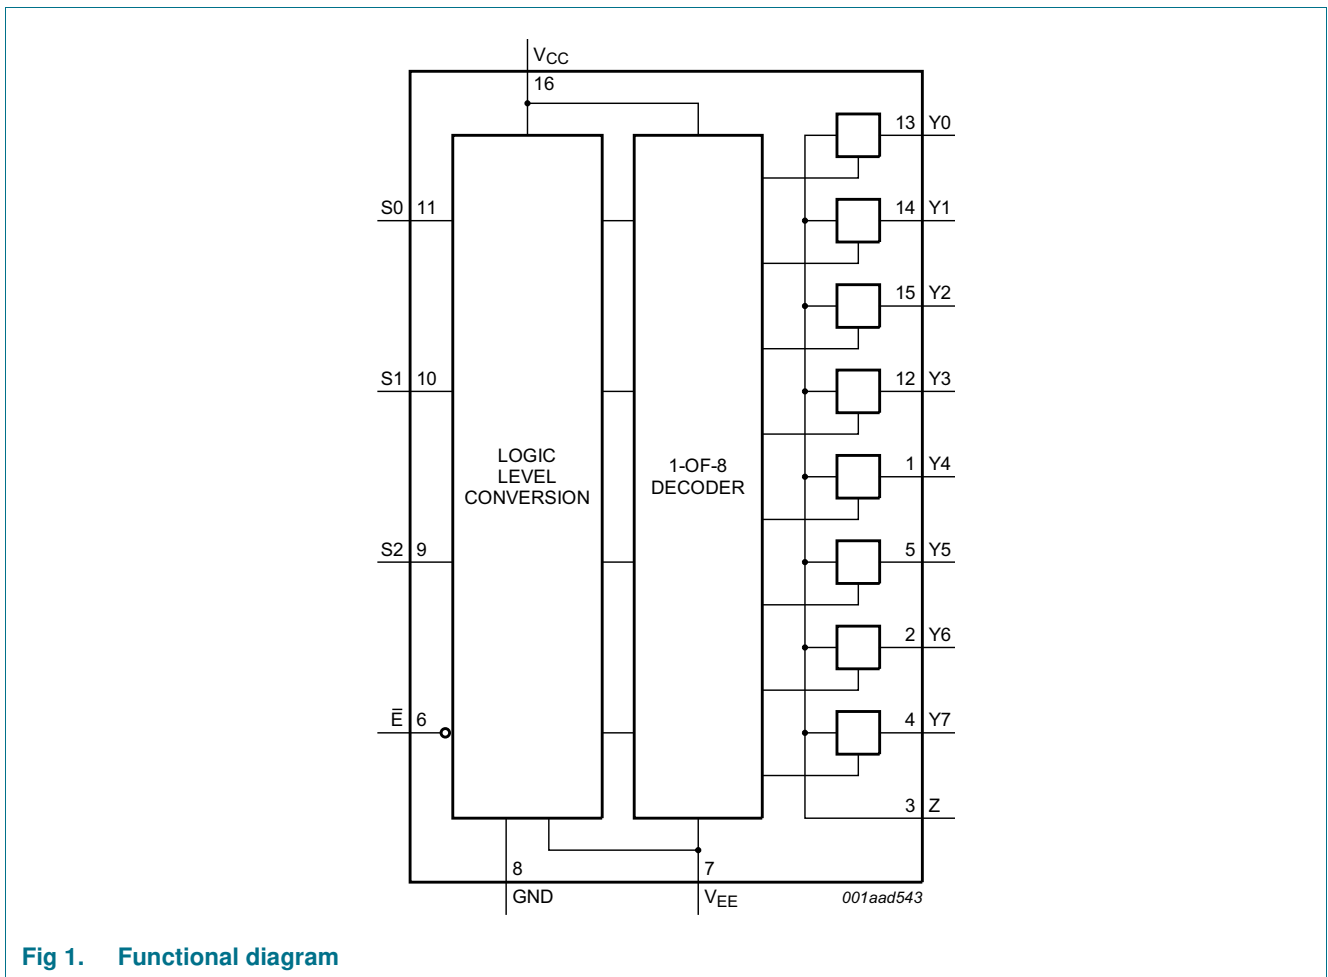 VCC
16
13 Y0
S0 11
14 Y1
15 Y2
S1 10
12 Y3
LOGIC
LEVEL
CONVERSION
1-OF-8
DECODER
1 Y4
S2 9
5 Y5
2 Y6
E̅ 6
4 Y7
3 Z
8
7
GND
VEE
001aad543
Fig 1. Functional diagram